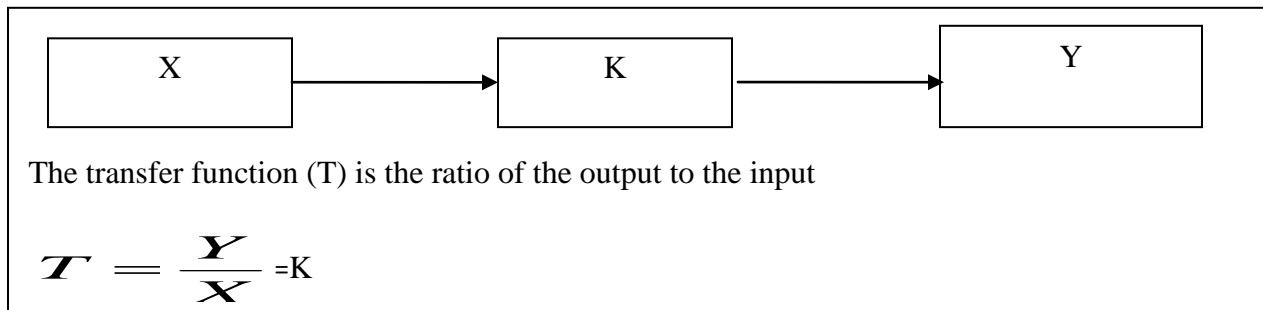 X K Y
The transfer function (T) is the ratio of the output to the input
T = Y/X =K